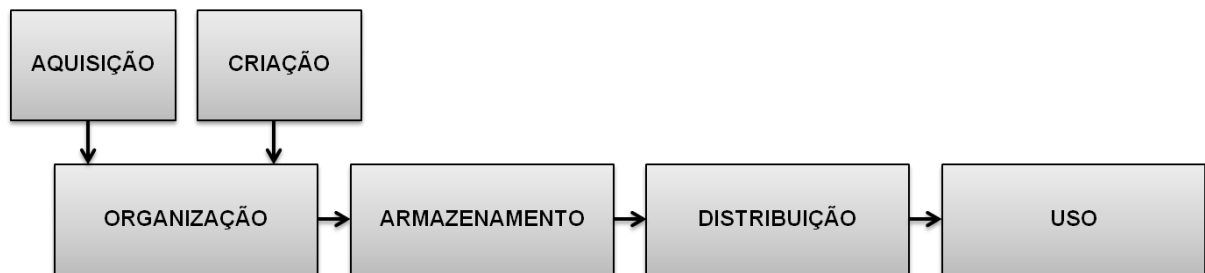 AQUISIÇÃO
CRIAÇÃO
ORGANIZAÇÃO
ARMAZENAMENTO
DISTRIBUIÇÃO
USO